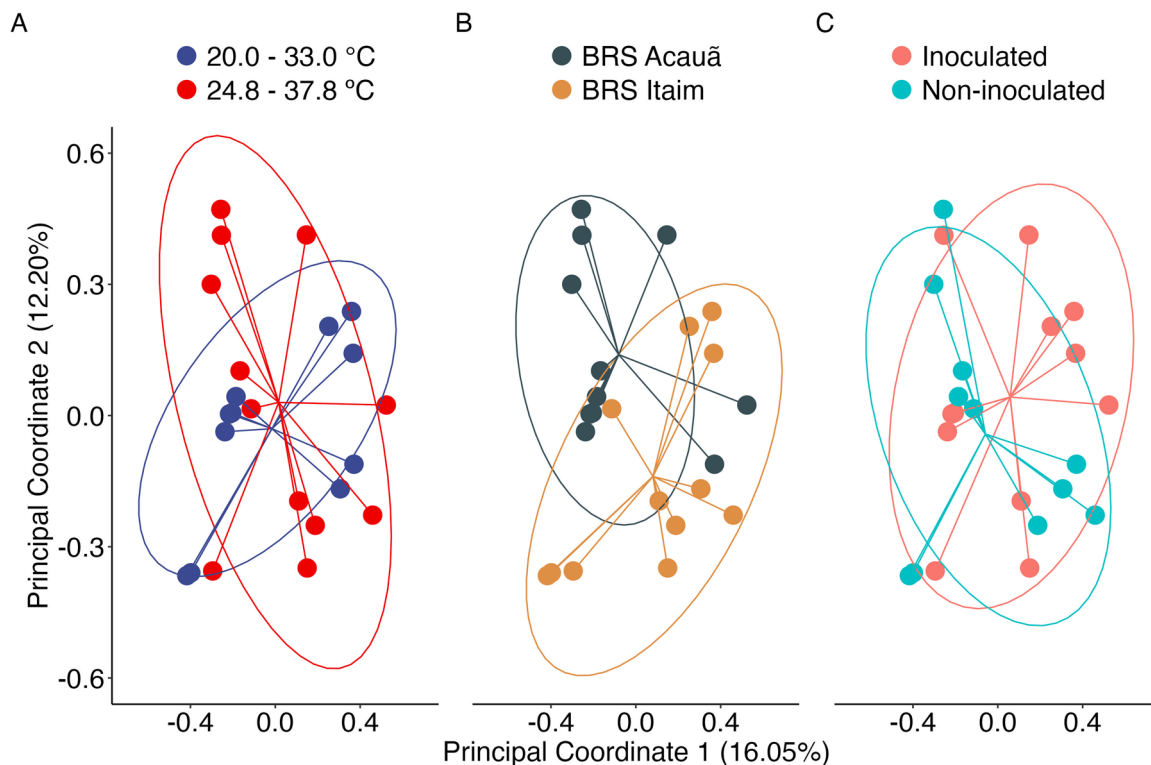 A
20.0 - 33.0 °C
24.8 - 37.8 ºC
B
BRS Acauã
BRS Itaim
C
Inoculated
Non-inoculated
Principal Coordinate 2 (12.20%)
0.6
0.3
0.0
-0.3
-0.6
-0.4 0.0 0.4
-0.4 0.0 0.4
-0.4 0.0 0.4
Principal Coordinate 1 (16.05%)